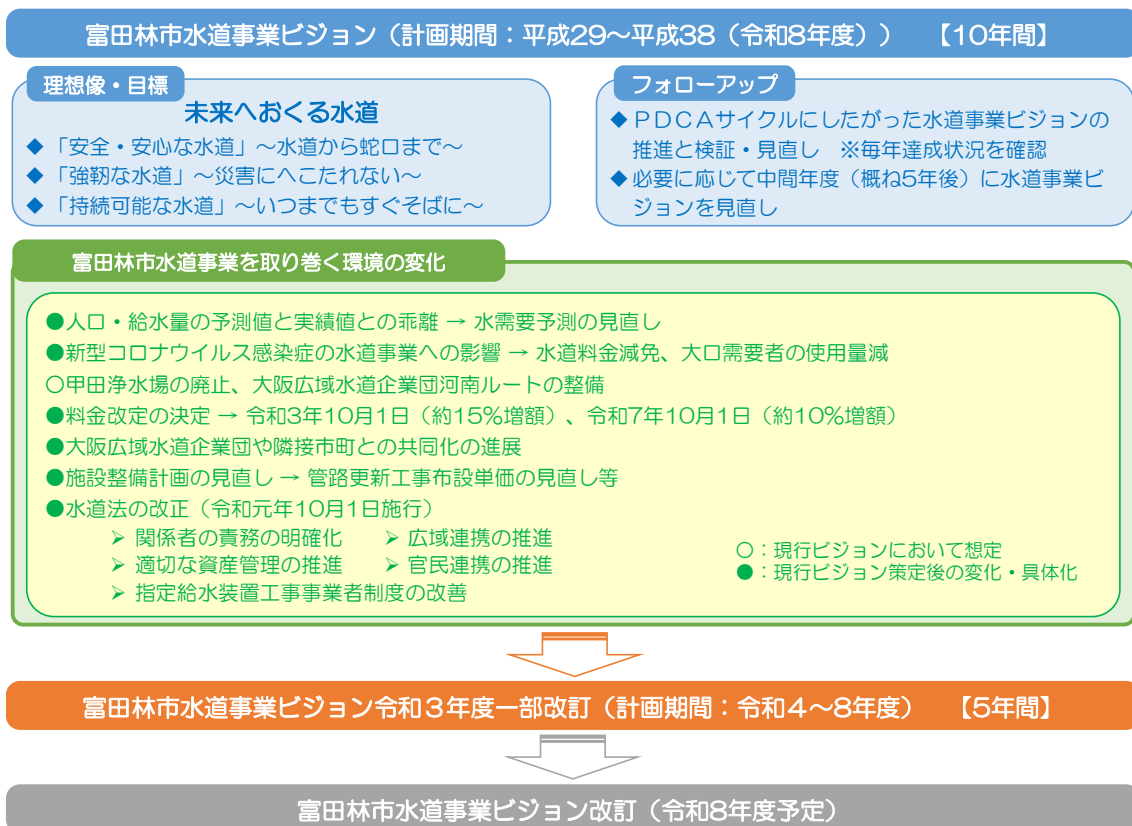 富田林市水道事業ビジョン（計画期間：平成29～平成38（令和8年度）） 【10年間】
理想像・目標
未来へおくる水道
◆ 「安全・安心な水道」～水道から蛇口まで～
◆ 「強靭な水道」～災害にへこたれない～
◆ 「持続可能な水道」～いつまでもすぐそばに～
フォローアップ
◆ ＰＤＣＡサイクルにしたがった水道事業ビジョンの
推進と検証・見直し ※毎年達成状況を確認
◆ 必要に応じて中間年度（概ね5年後）に水道事業ビ
ジョンを見直し
富田林市水道事業を取り巻く環境の変化
●人口・給水量の予測値と実績値との乖離 → 水需要予測の見直し
●新型コロナウイルス感染症の水道事業への影響 → 水道料金減免、大口需要者の使用量減
○甲田浄水場の廃止、大阪広域水道企業団河南ルートの整備
●料金改定の決定 → 令和3年10月1日（約15%増額）、令和7年10月1日（約10%増額）
●大阪広域水道企業団や隣接市町との共同化の進展
●施設整備計画の見直し → 管路更新工事布設単価の見直し等
●水道法の改正（令和元年10月1日施行）
➢ 関係者の責務の明確化 ➢ 広域連携の推進
➢ 適切な資産管理の推進 ➢ 官民連携の推進
➢ 指定給水装置工事事業者制度の改善
○：現行ビジョンにおいて想定
●：現行ビジョン策定後の変化・具体化
富田林市水道事業ビジョン令和３年度一部改訂（計画期間：令和４～８年度） 【5年間】
富田林市水道事業ビジョン改訂（令和8年度予定）